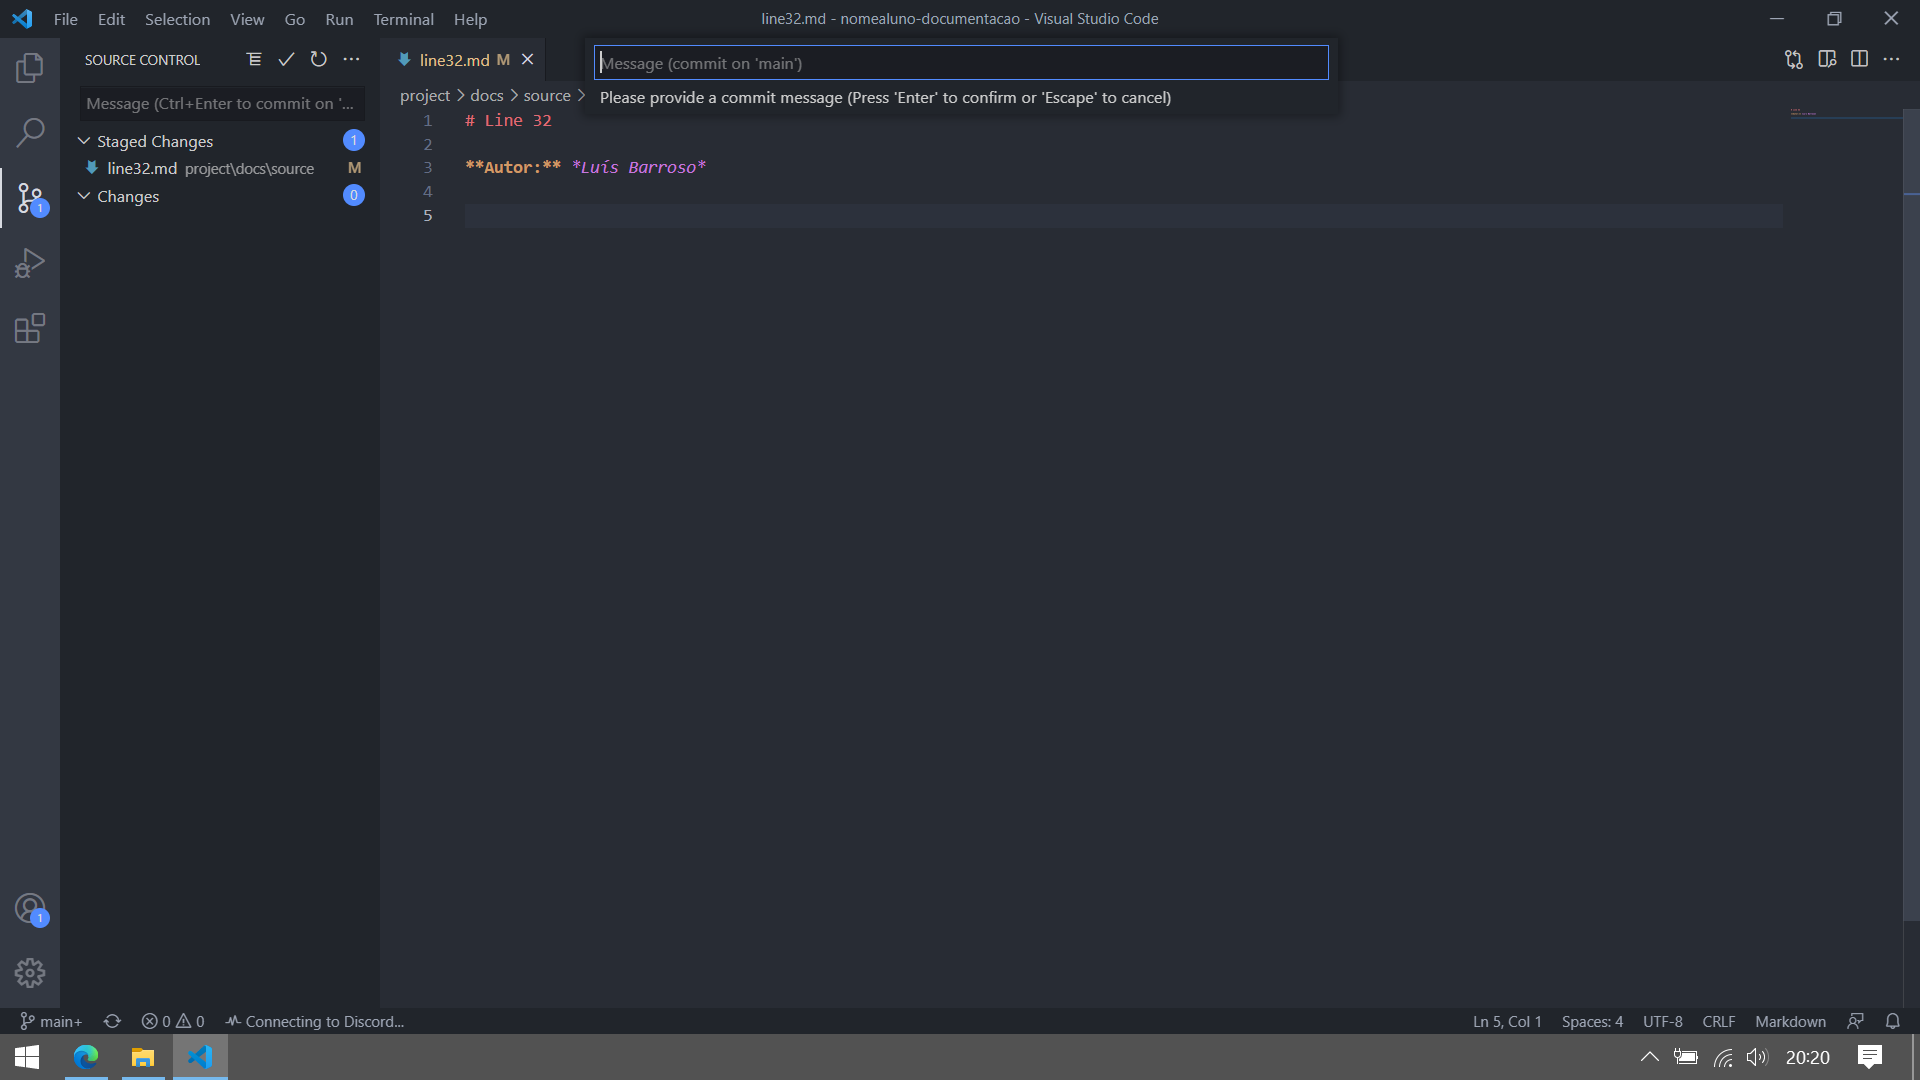 File Edit Selection View Go Run Terminal Help
line32.md - nomealuno-documentacao - Visual Studio Code
SOURCE CONTROL
Message (Ctrl+Enter to commit on '...
Staged Changes 1
line32.md project\docs\source M
Changes 0
1
1
line32.md M
Message (commit on 'main')
Please provide a commit message (Press 'Enter' to confirm or 'Escape' to cancel)
project > docs > source >
1 # Line 32
2
3 **Autor:** *Luís Barroso*
4
5
main+ 0 0 Connecting to Discord...
Ln 5, Col 1 Spaces: 4 UTF-8 CRLF Markdown
20:20